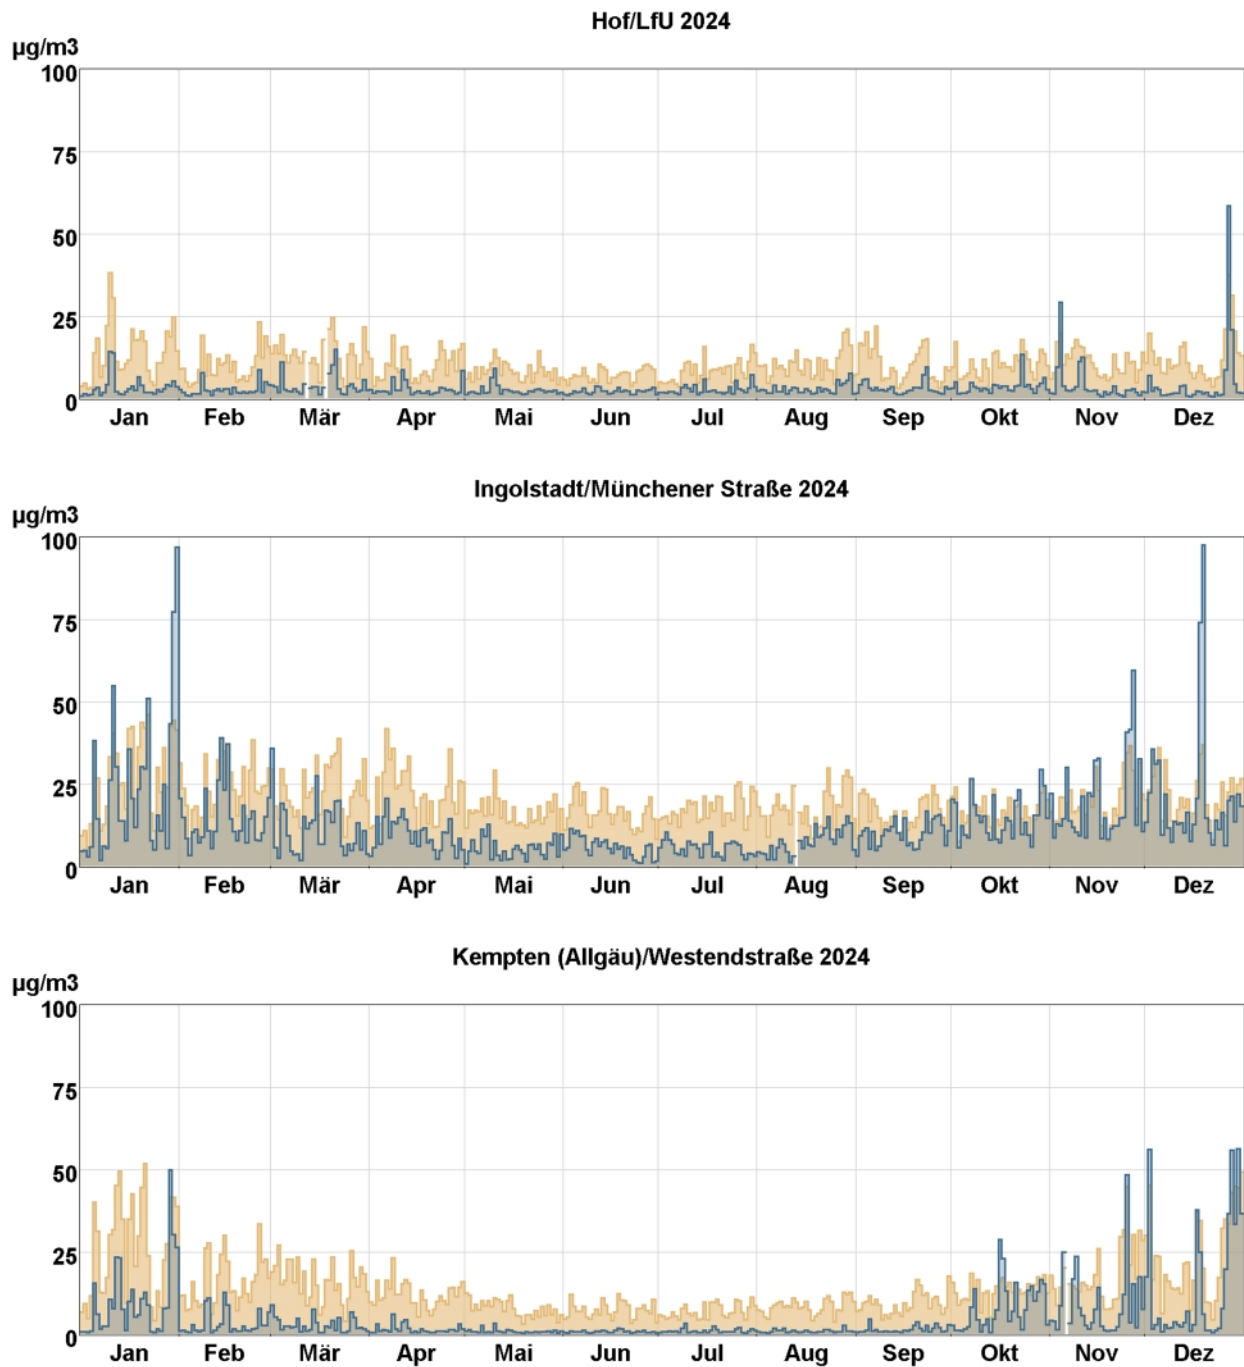 Hof/LfU 2024
µg/m3
100
75
50
25
0
Jan Feb Mär Apr Mai Jun Jul Aug Sep Okt Nov Dez
Ingolstadt/Münchener Straße 2024
µg/m3
100
75
50
25
0
Jan Feb Mär Apr Mai Jun Jul Aug Sep Okt Nov Dez
Kempten (Allgäu)/Westendstraße 2024
µg/m3
100
75
50
25
0
Jan Feb Mär Apr Mai Jun Jul Aug Sep Okt Nov Dez